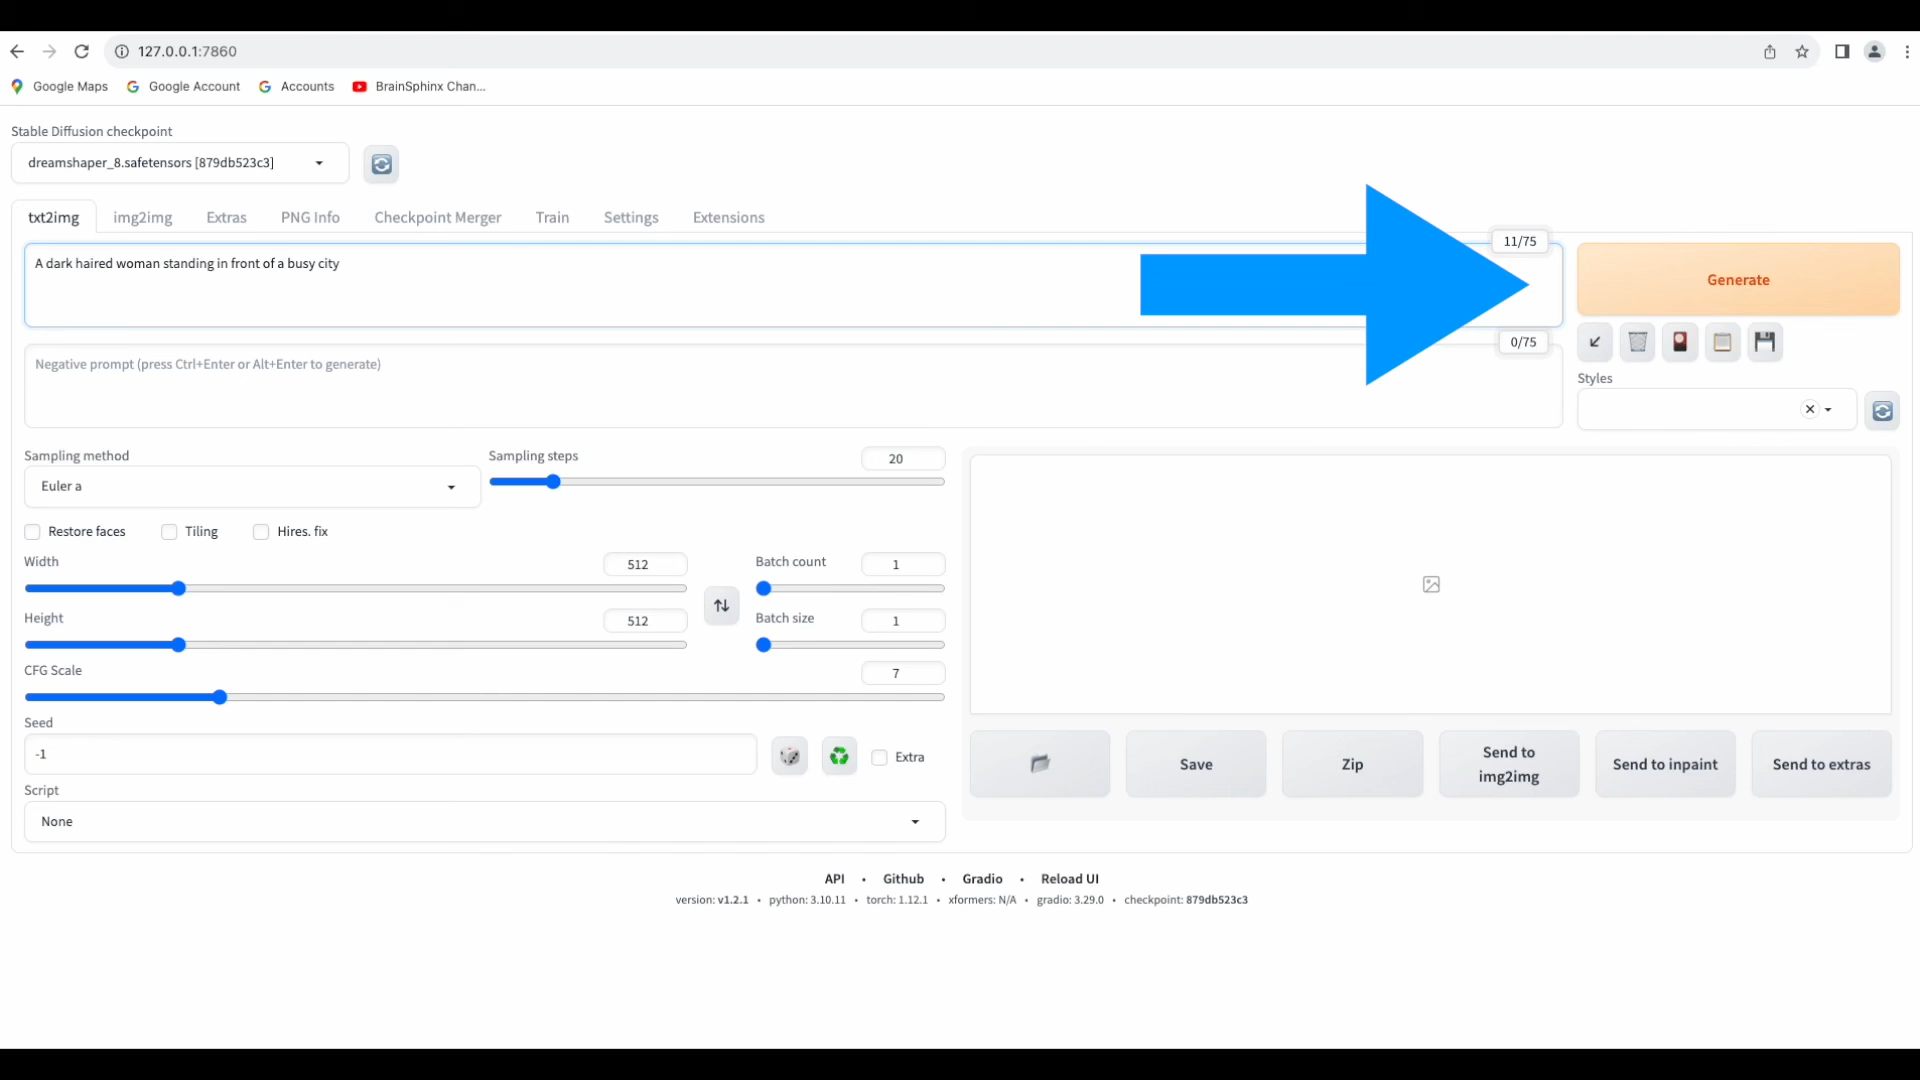 127.0.0.1:7860
Google Maps
Google Account
Accounts
BrainSphinx Chan...
Stable Diffusion checkpoint
dreamshaper_8.safetensors [879db523c3]
txt2img
img2img
Extras
PNG Info
Checkpoint Merger
Train
Settings
Extensions
11/75
A dark haired woman standing in front of a busy city
Generate
0/75
Negative prompt (press Ctrl+Enter or Alt+Enter to generate)
Styles
Sampling method
Euler a
Sampling steps
20
Restore faces
Tiling
Hires. fix
Width
512
Batch count
1
Height
512
Batch size
1
CFG Scale
7
Seed
-1
Extra
Script
None
Save
Zip
Send to
img2img
Send to inpaint
Send to extras
API • Github • Gradio • Reload UI
version: v1.2.1 • python: 3.10.11 • torch: 1.12.1 • xformers: N/A • gradio: 3.29.0 • checkpoint: 879db523c3